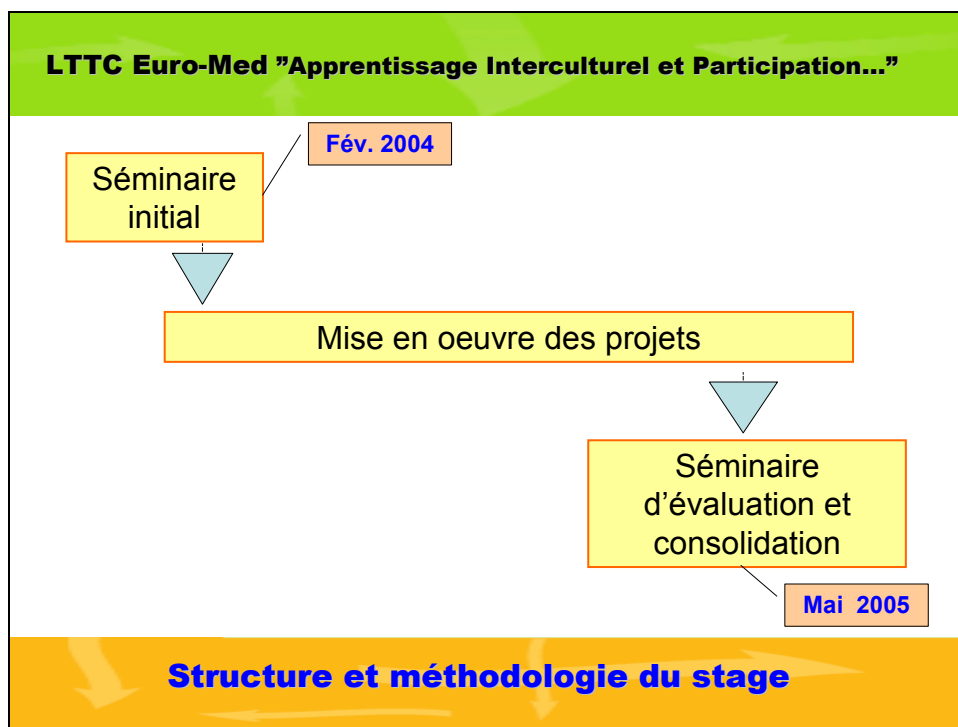 LTTC Euro-Med ”Apprentissage Interculturel et Participation...”
Fév. 2004
Séminaire
initial
Mise en oeuvre des projets
Séminaire
d’évaluation et
consolidation
Mai  2005
Structure et méthodologie du stage